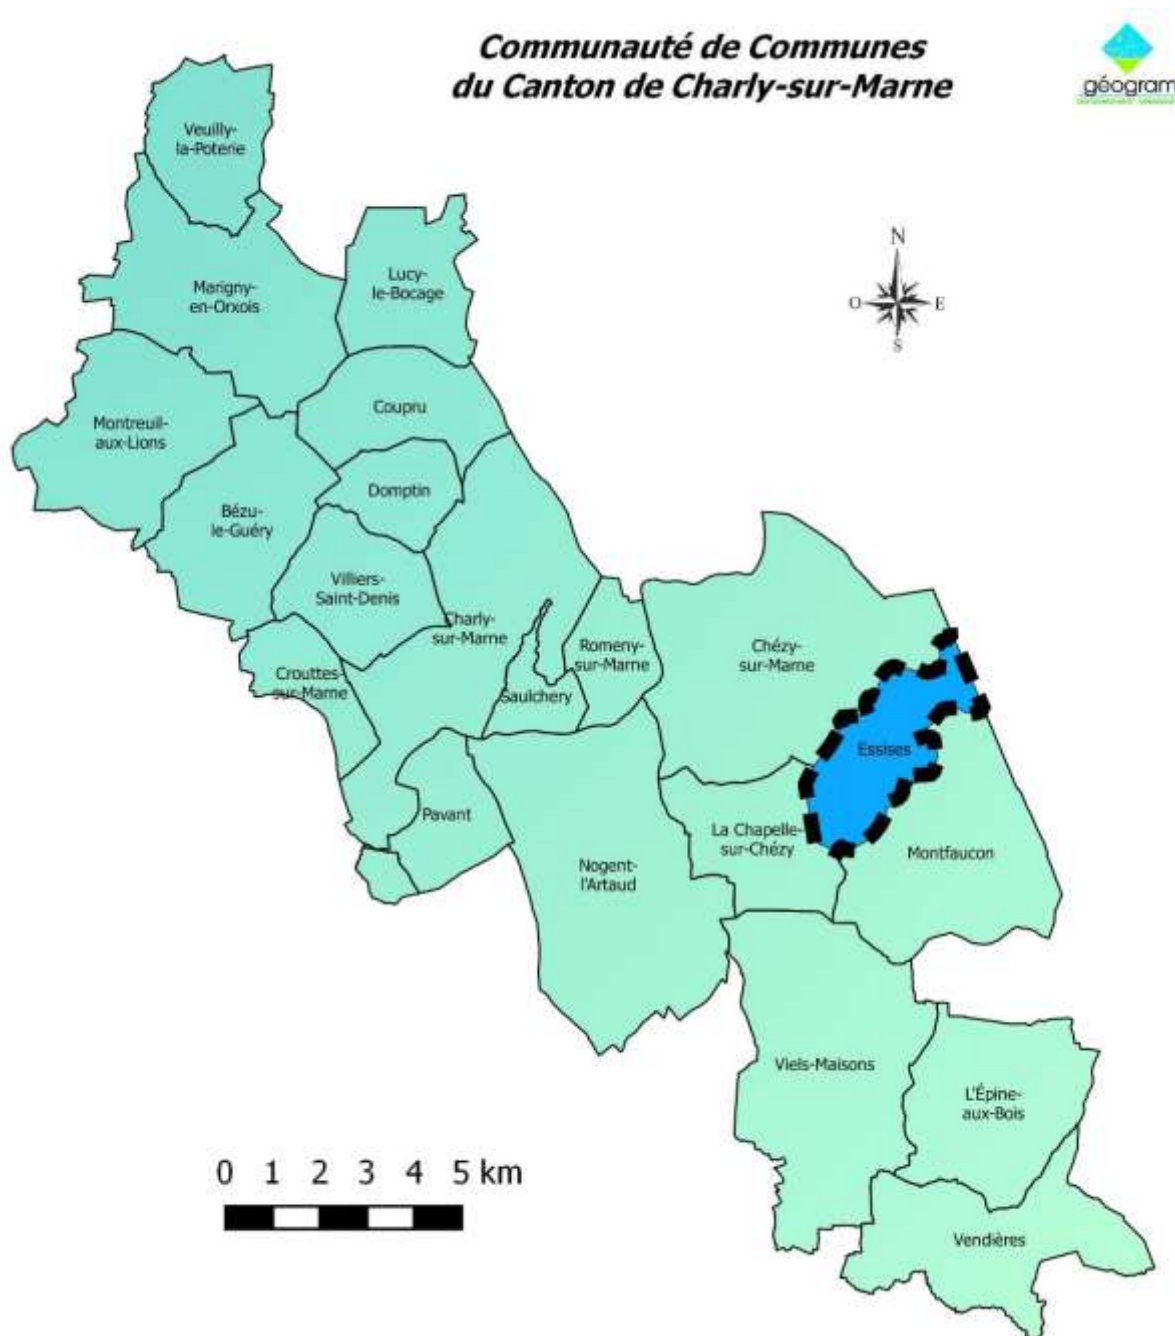 Communauté de Communes
du Canton de Charly-sur-Marne
géogram
Veuilly-
la-Poterie
N
Lucy-
le-Bocage
Marigny-
en-Orxois
O
E
S
Coupru
Montreuil-
aux-Lions
Domptin
Bézu-
le-Guéry
Villiers-
Saint-Denis
Charly-
sur-Marne
Romeny-
sur-Marne
Chézy-
sur-Marne
Crouttes-
sur-Marne
Saulchery
Essises
Pavant
La Chapelle-
sur-Chézy
Montfaucon
Nogent-
l'Artaud
Viels-Maisons
L'Épine-
aux-Bois
0 1 2 3 4 5 km
Vendières